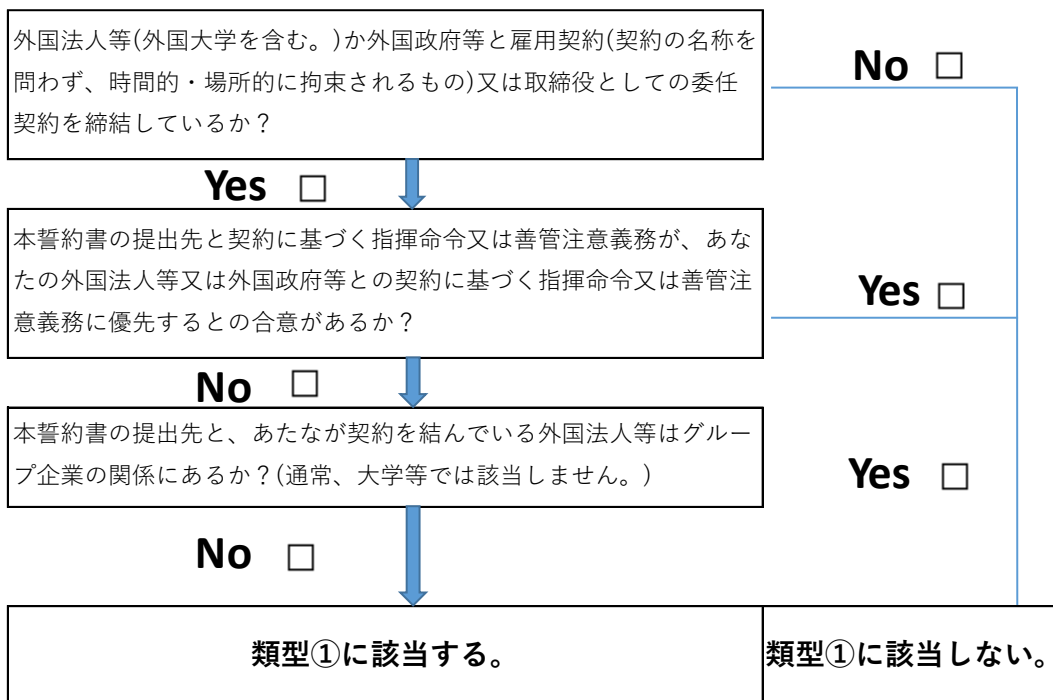 外国法人等(外国大学を含む。)か外国政府等と雇用契約(契約の名称を
問わず、時間的・場所的に拘束されるもの)又は取締役としての委任
契約を締結しているか？
No □
Yes □
本誓約書の提出先と契約に基づく指揮命令又は善管注意義務が、あな
たの外国法人等又は外国政府等との契約に基づく指揮命令又は善管注
意義務に優先するとの合意があるか？
Yes □
No □
本誓約書の提出先と、あたなが契約を結んでいる外国法人等はグルー
プ企業の関係にあるか？(通常、大学等では該当しません。)
Yes □
No □
類型①に該当する。
類型①に該当しない。